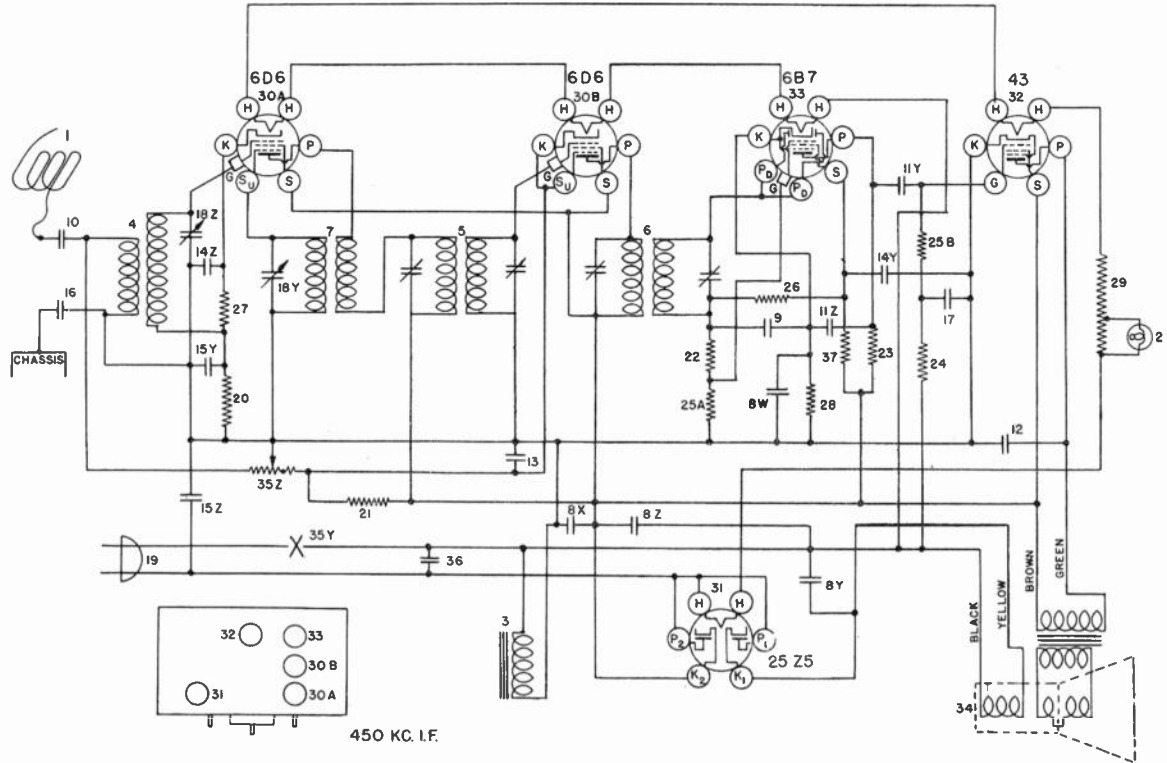 6D6
30A
6D6
30B
6B7
33
43
32
H H
H H
H H
H H
K P
K P
K P
K P
G SU S
G SU S
PD G PD S
G S
1
10
4
18Z
14Z
27
16
CHASSIS
15Y
20
7
18Y
5
6
26
9
11Z
22
25A
8W
28
37
23
11Y
14Y
25B
17
24
29
2
12
13
35Z
15Z
21
8X
8Z
35Y
19
36
8Y
3
31
H H
P2 P1
K2 K1
25Z5
BLACK
YELLOW
BROWN
GREEN
34
32
33
30B
31
30A
450 KC. I.F.